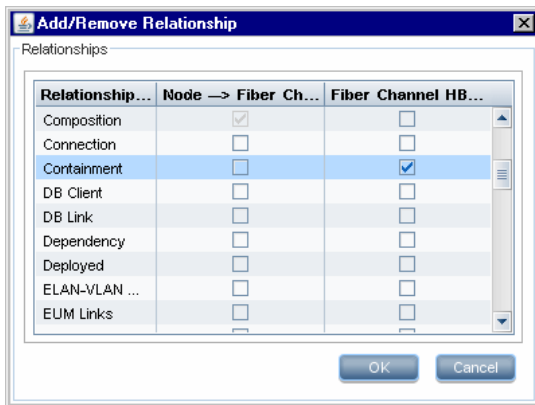 Add/Remove Relationship
Relationships
Relationship... Node —> Fiber Ch... Fiber Channel HB...
Composition
Connection
Containment
DB Client
DB Link
Dependency
Deployed
ELAN-VLAN ...
EUM Links
OK Cancel